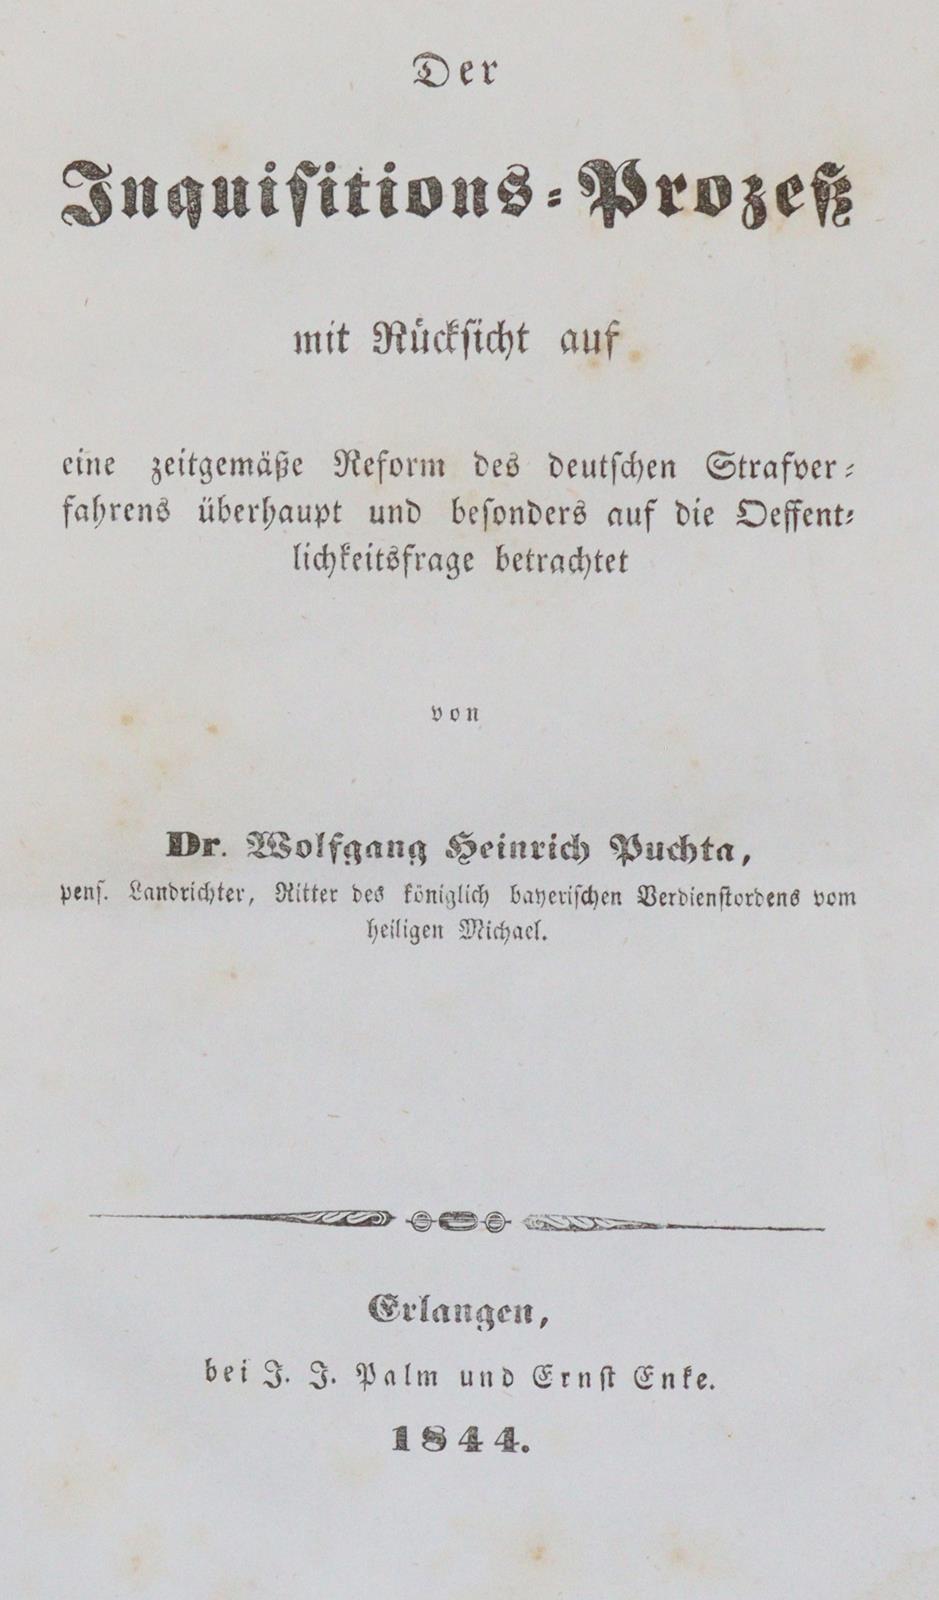 Der
Inquisitions-Prozeß
mit Rücksicht auf
eine zeitgemäße Reform des deutschen Strafver-
fahrens überhaupt und besonders auf die Oeffent-
lichkeitsfrage betrachtet
von
Dr. Wolfgang Heinrich Puchta,
pens. Landrichter, Ritter des königlich bayerischen Verdienstordens vom
heiligen Michael.
Erlangen,
bei J. J. Palm und Ernst Enke.
1844.